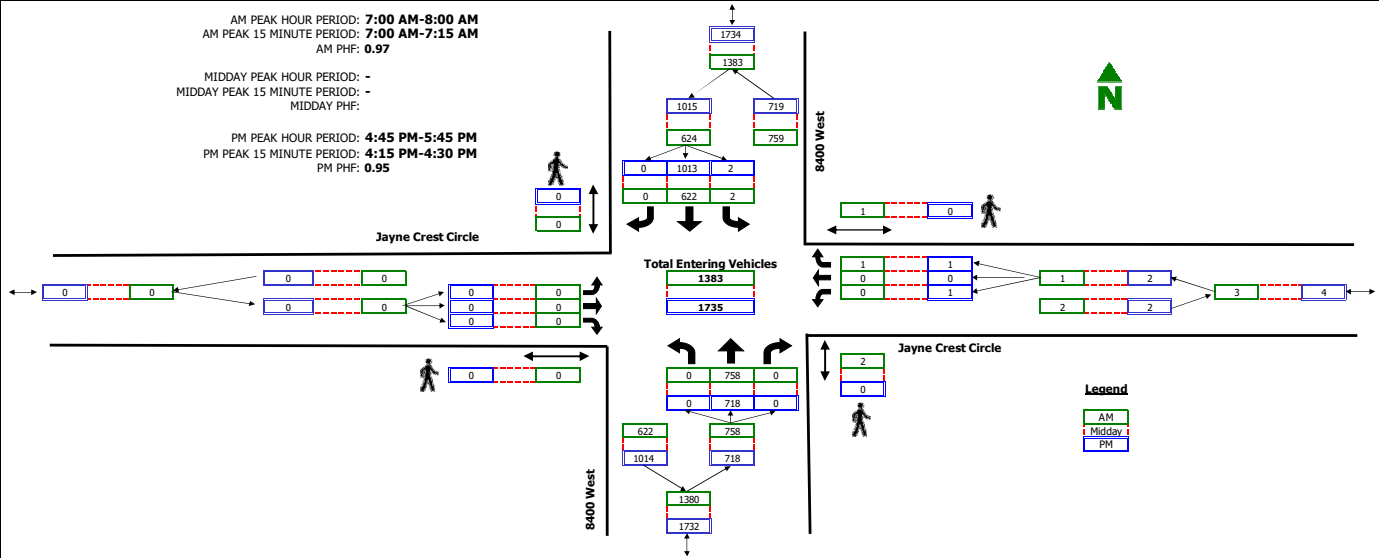 AM PEAK HOUR PERIOD: 7:00 AM-8:00 AM
AM PEAK 15 MINUTE PERIOD: 7:00 AM-7:15 AM
AM PHF: 0.97
MIDDAY PEAK HOUR PERIOD: -
MIDDAY PEAK 15 MINUTE PERIOD: -
MIDDAY PHF:
PM PEAK HOUR PERIOD: 4:45 PM-5:45 PM
PM PEAK 15 MINUTE PERIOD: 4:15 PM-4:30 PM
PM PHF: 0.95
1734
1383
1015 719
624 759
0 1013 2
0 622 2
8400 West
N
0
0
Jayne Crest Circle
1 0
Total Entering Vehicles
1383
1735
0 0
0 0
0 0
0 0
0 0
0 0
1 1
0 0
0 1
1 2
2 2
3 4
Jayne Crest Circle
0 0
0 758 0
0 718 0
2
0
622 758
1014 718
1380
1732
8400 West
Legend
AM
Midday
PM